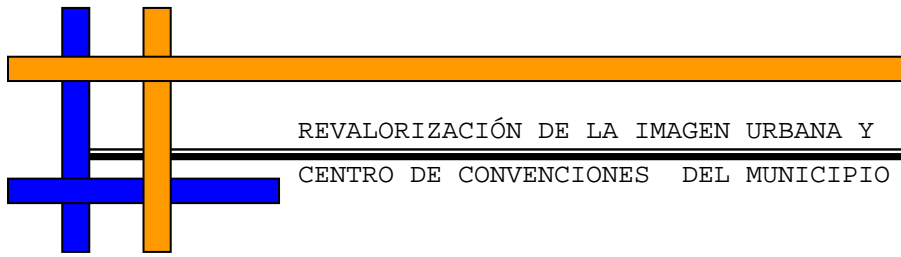 REVALORIZACIÓN DE LA IMAGEN URBANA Y
CENTRO DE CONVENCIONES DEL MUNICIPIO